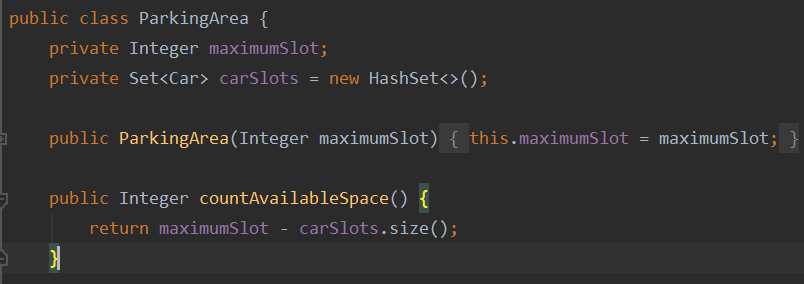 public class ParkingArea {
private Integer maximumSlot;
private Set<Car> carSlots = new HashSet<>();
public ParkingArea(Integer maximumSlot) { this.maximumSlot = maximumSlot; }
public Integer countAvailableSpace() {
return maximumSlot - carSlots.size();
}